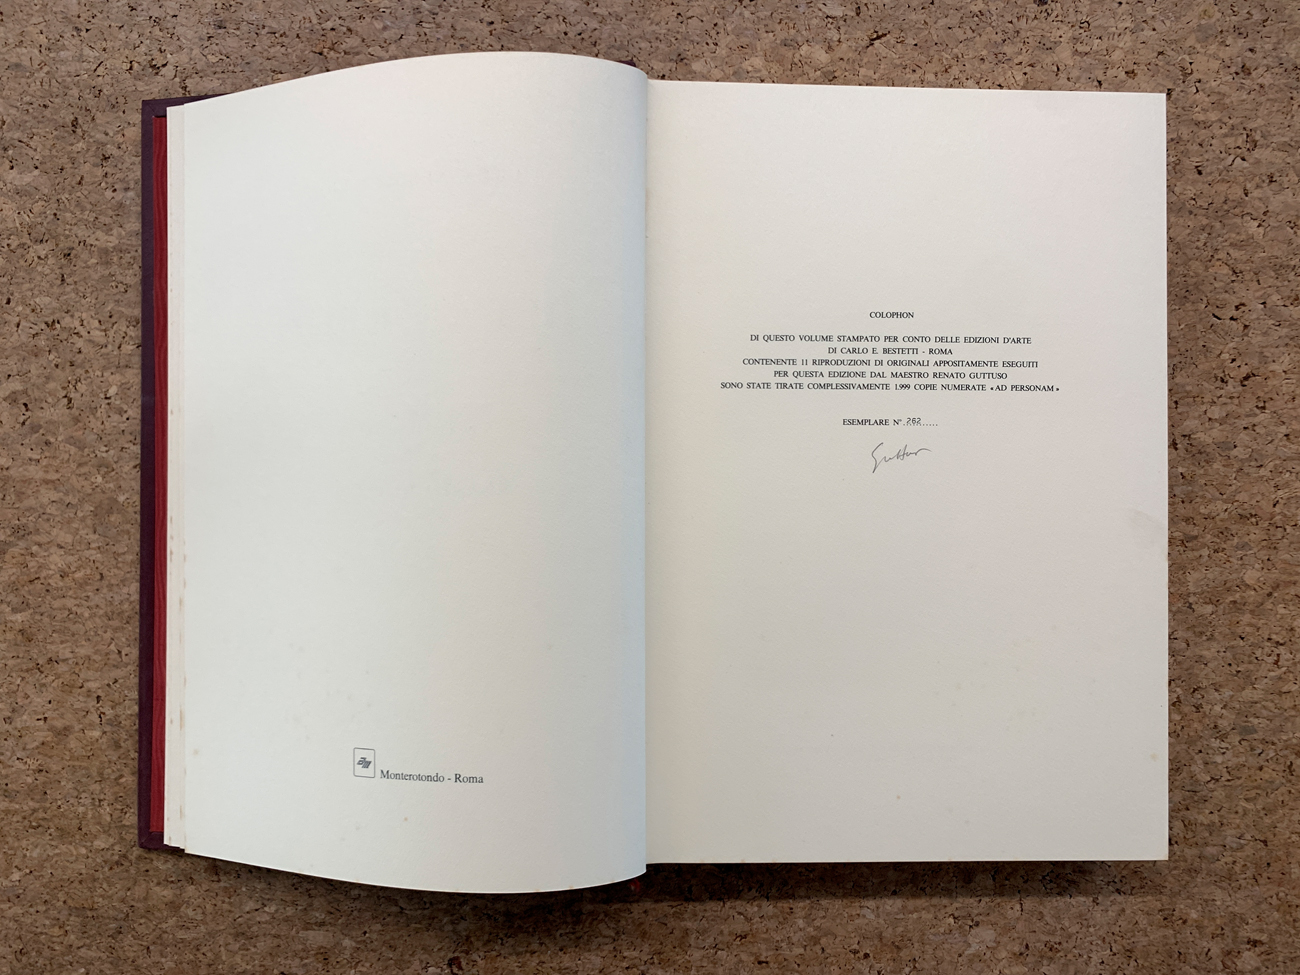 Monterotondo - Roma
COLOPHON
DI QUESTO VOLUME STAMPATO PER CONTO DELLE EDIZIONI D'ARTE
DI CARLO E. BESTETTI - ROMA
CONTENENTE 11 RIPRODUZIONI DI ORIGINALI APPOSITAMENTE ESEGUITI
PER QUESTA EDIZIONE DAL MAESTRO RENATO GUTTUSO
SONO STATE TIRATE COMPLESSIVAMENTE 1.999 COPIE NUMERATE «AD PERSONAM»
ESEMPLARE N° 262.....
Guttuso